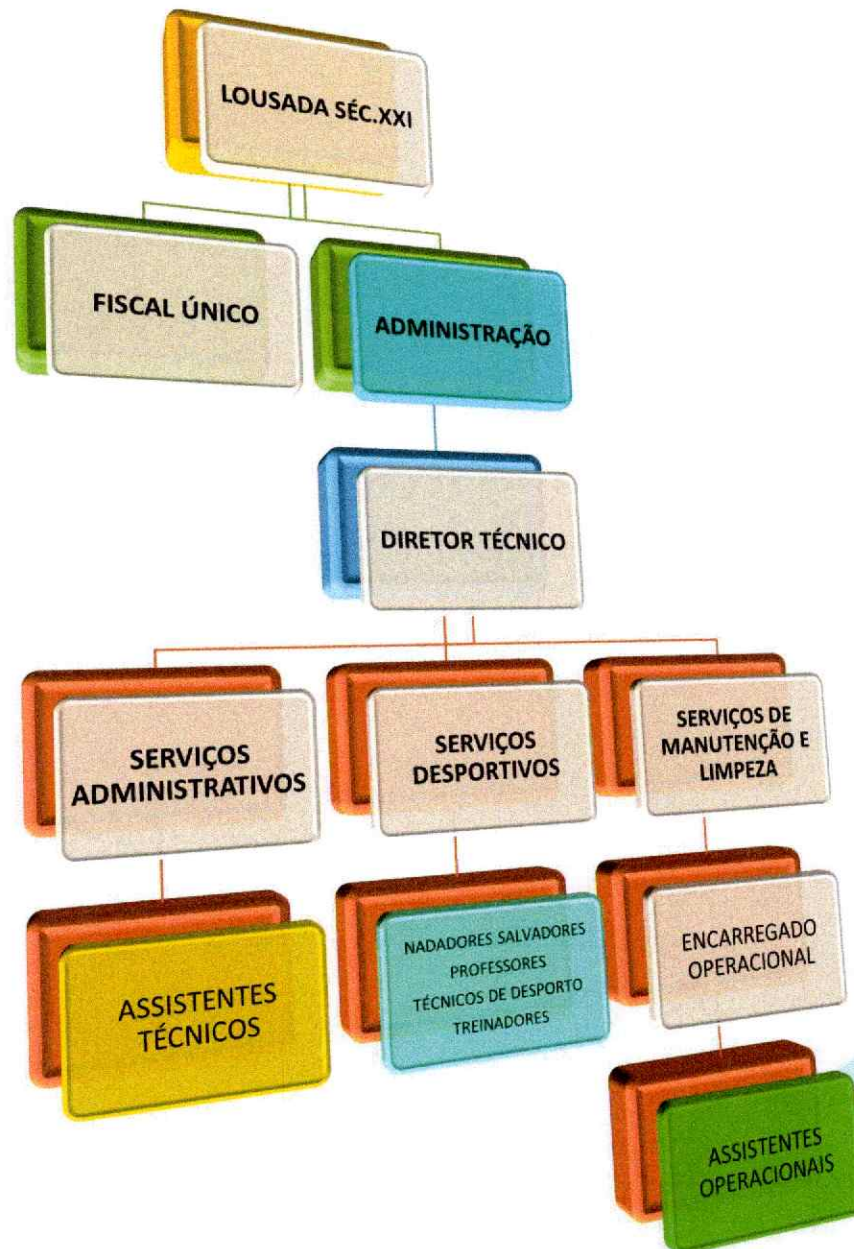 LOUSADA SÉC.XXI
FISCAL ÚNICO
ADMINISTRAÇÃO
DIRETOR TÉCNICO
SERVIÇOS
ADMINISTRATIVOS
SERVIÇOS
DESPORTIVOS
SERVIÇOS DE
MANUTENÇÃO E
LIMPEZA
ASSISTENTES
TÉCNICOS
NADADORES SALVADORES
PROFESSORES
TÉCNICOS DE DESPORTO
TREINADORES
ENCARREGADO
OPERACIONAL
ASSISTENTES
OPERACIONAIS